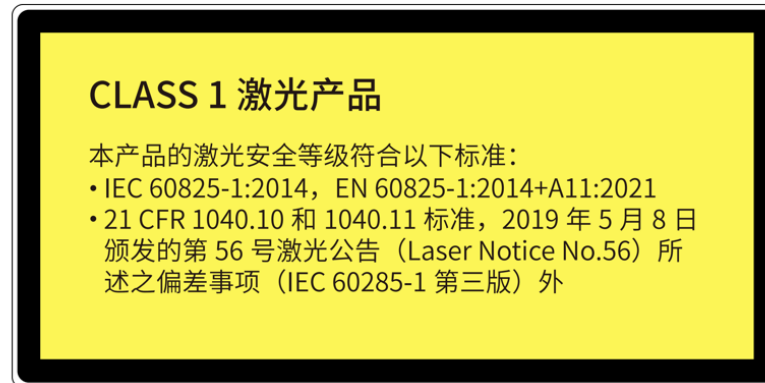 CLASS 1 激光产品
本产品的激光安全等级符合以下标准：
• IEC 60825-1:2014，EN 60825-1:2014+A11:2021
• 21 CFR 1040.10 和 1040.11 标准，2019 年 5 月 8 日
颁发的第 56 号激光公告（Laser Notice No.56）所
述之偏差事项（IEC 60285-1 第三版）外